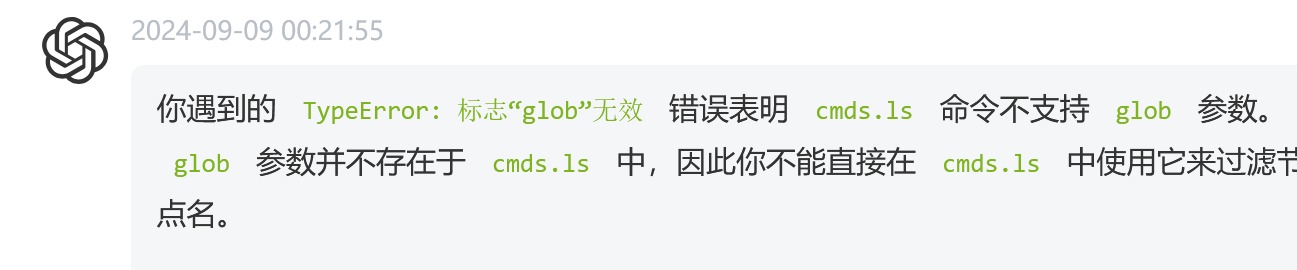 2024-09-09 00:21:55
你遇到的 TypeError: 标志“glob”无效 错误表明 cmds.ls 命令不支持 glob 参数。
glob 参数并不存在于 cmds.ls 中，因此你不能直接在 cmds.ls 中使用它来过滤节
点名。